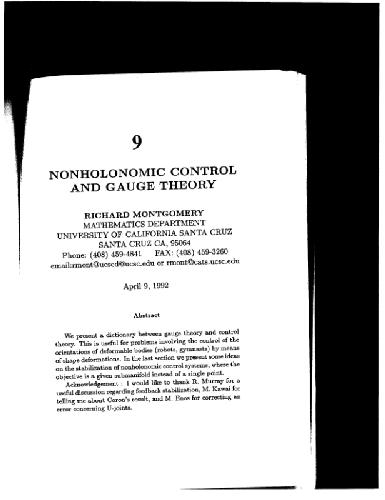 9
NONHOLONOMIC CONTROL
AND GAUGE THEORY
RICHARD MONTGOMERY
MATHEMATICS DEPARTMENT
UNIVERSITY OF CALIFORNIA SANTA CRUZ
SANTA CRUZ CA, 95064
Phone: (408) 459-4841 FAX: (408) 459-3260
email:rmont@ucscd@ucsc.edu or rmont@cats.ucsc.edu
April 9, 1992
Abstract
We present a dictionary between gauge theory and control
theory. This is useful for problems involving the control of the
orientations of deformable bodies (robots, gymnasts) by means
of shape deformations. In the last section we present some ideas
on the stabilization of nonholonomic control systems, where the
objective is a given submanifold instead of a single point.
Acknowledgement : I would like to thank R. Murray for a
useful discussion regarding feedback stabilization, M. Kawai for
telling me about Coron's result, and M. Enos for correcting an
error concerning U-joints.